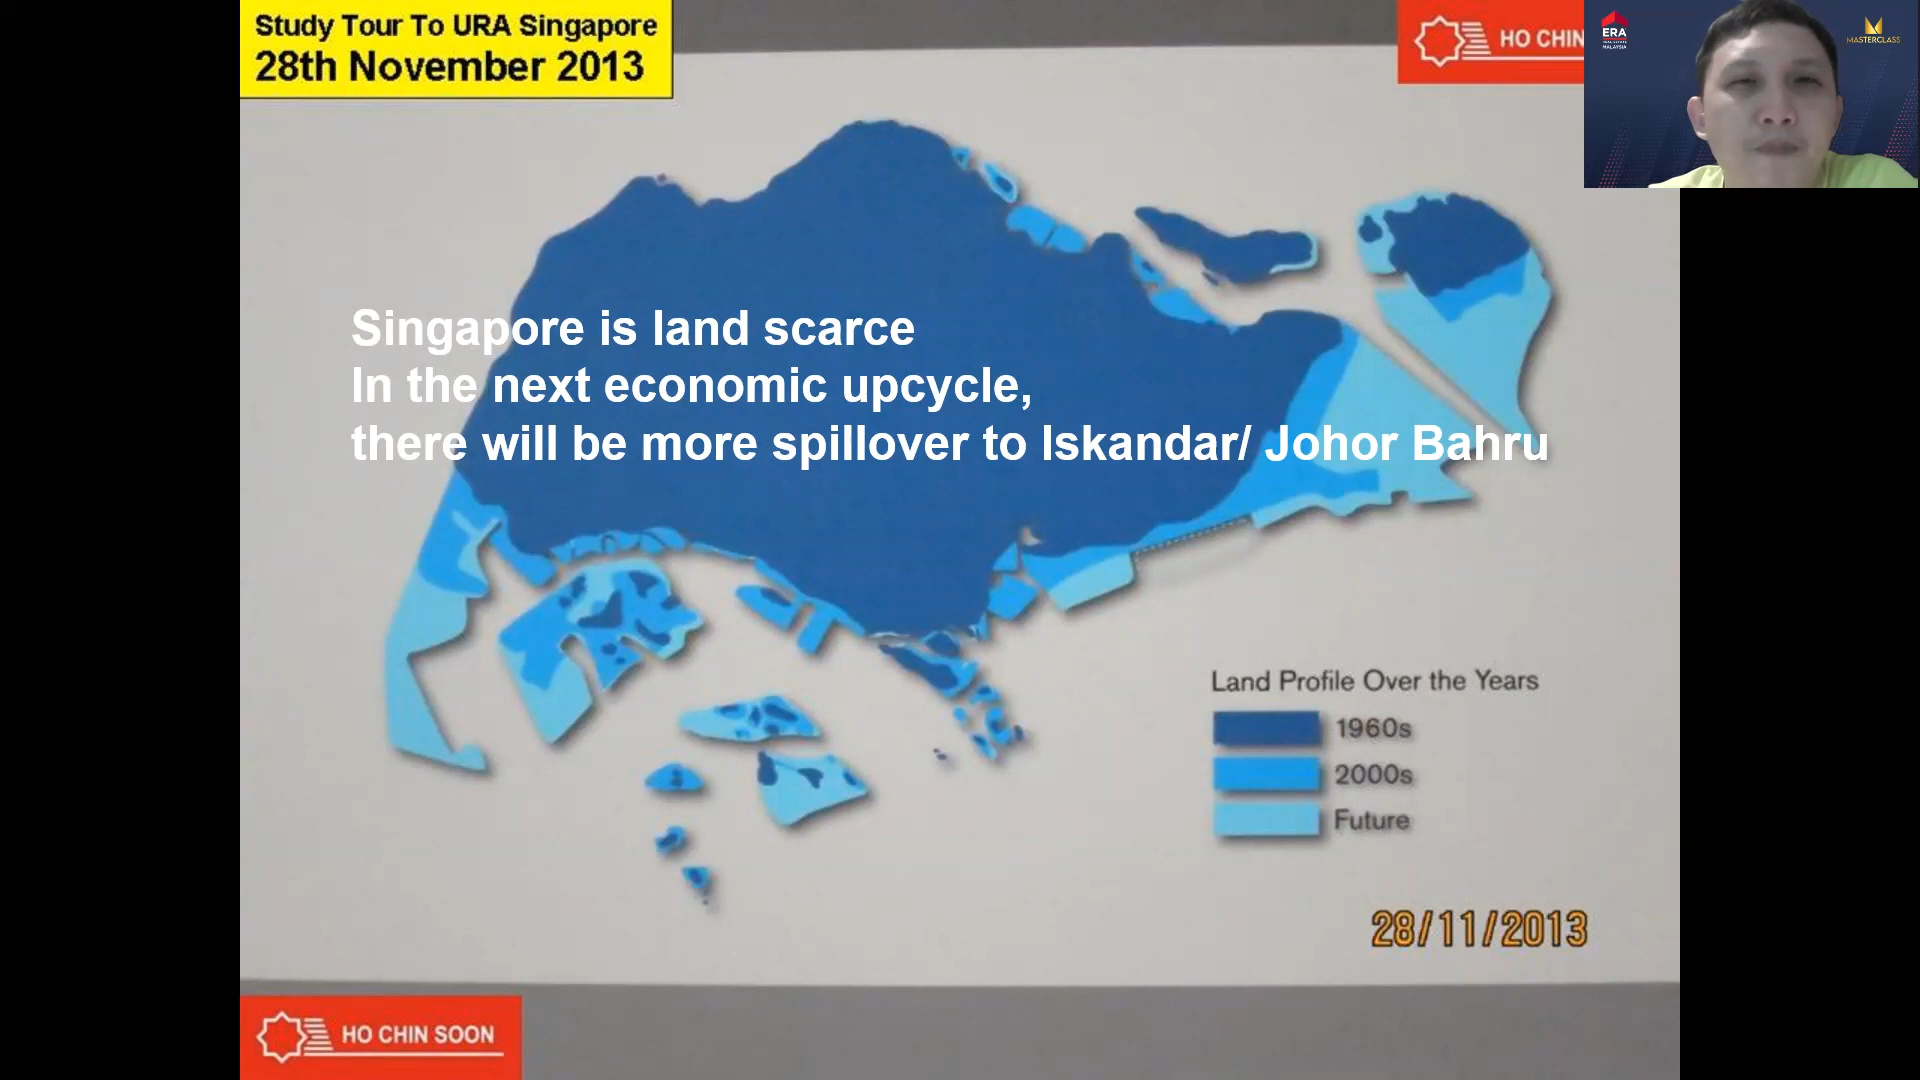 Study Tour To URA Singapore
28th November 2013
HO CHIN
ERA
MALAYSIA
MASTERCLASS
Singapore is land scarce
In the next economic upcycle,
there will be more spillover to Iskandar/ Johor Bahru
Land Profile Over the Years
1960s
2000s
Future
28/11/2013
HO CHIN SOON